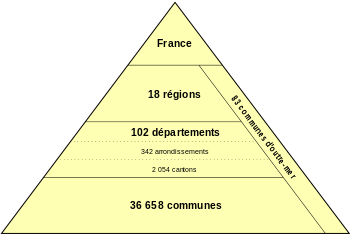 France
18 régions
83 communes d'outre-mer
102 départements
342 arrondissements
2 054 cantons
36 658 communes